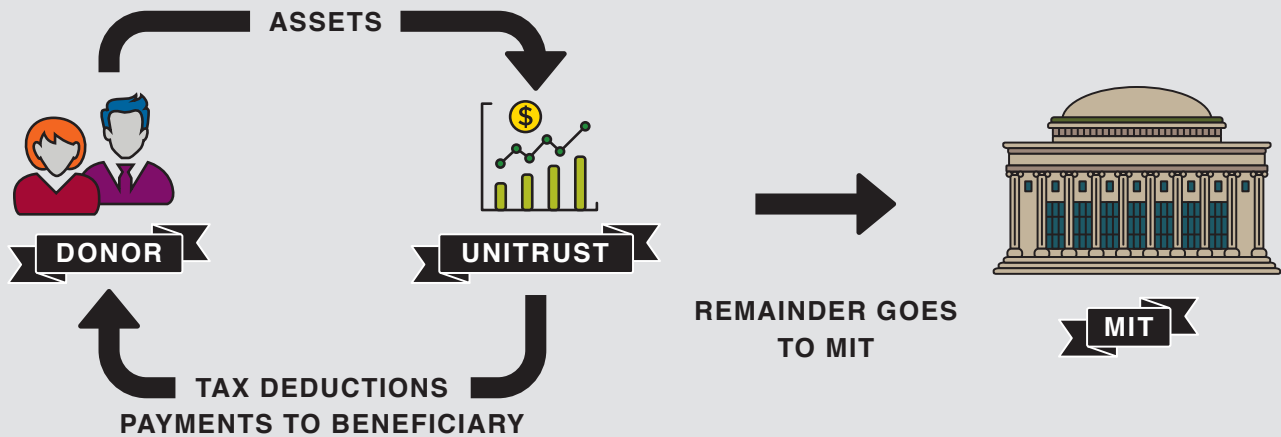 ASSETS
$
DONOR
UNITRUST
REMAINDER GOES
TO MIT
MIT
TAX DEDUCTIONS
PAYMENTS TO BENEFICIARY